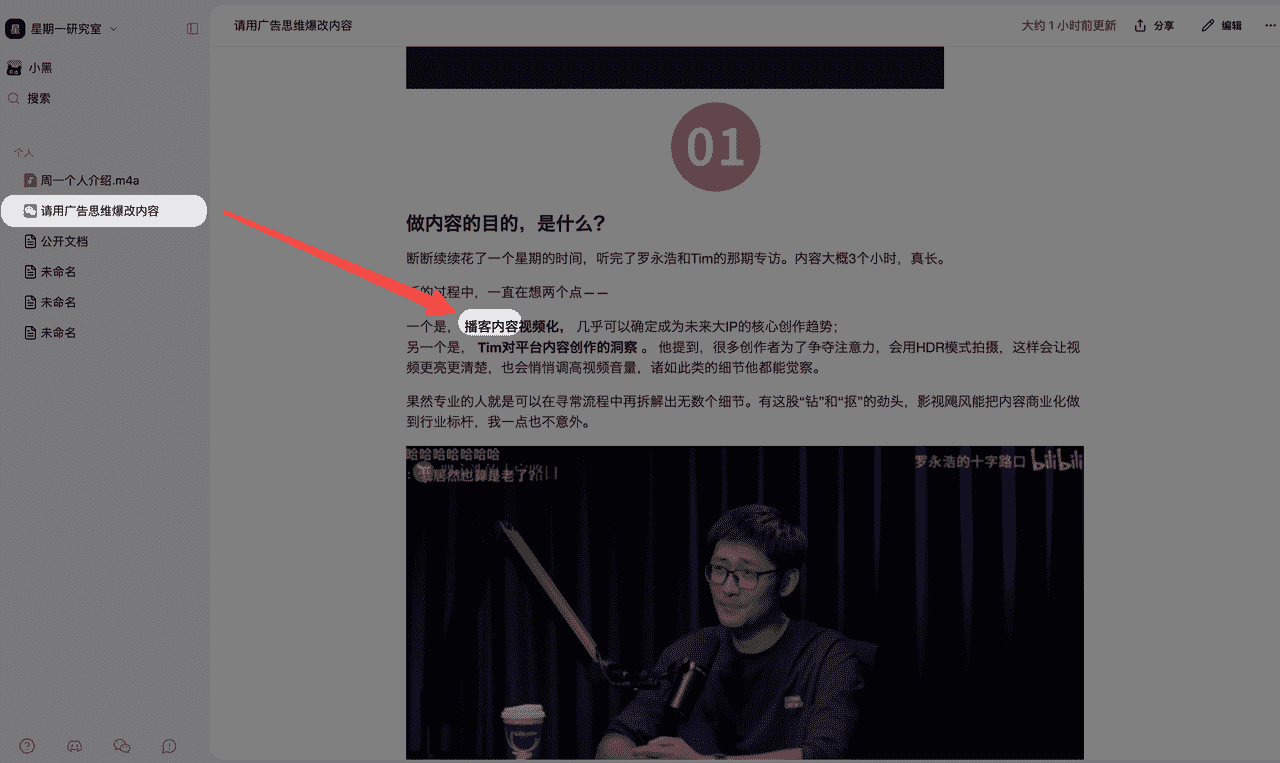 星 星期一研究室
请用广告思维爆改内容
大约 1 小时前更新
分享
编辑
小黑
搜索
个人
周一个人介绍.m4a
请用广告思维爆改内容
公开文档
未命名
未命名
未命名
01
做内容的目的，是什么？
断断续续花了一个星期的时间，听完了罗永浩和Tim的那期专访。内容大概3个小时，真长。
的过程中，一直在想两个点——
一个是，播客内容视频化， 几乎可以确定成为未来大IP的核心创作趋势；
另一个是， Tim对平台内容创作的洞察 。 他提到，很多创作者为了争夺注意力，会用HDR模式拍摄，这样会让视
频更亮更清楚，也会悄悄调高视频音量，诸如此类的细节他都能觉察。
果然专业的人就是可以在寻常流程中再拆解出无数个细节。有这股“钻”和“抠”的劲头，影视飓风能把内容商业化做
到行业标杆，我一点也不意外。
哈哈哈哈哈哈哈哈
居然也算是老了?
罗永浩的十字路口 bilibili